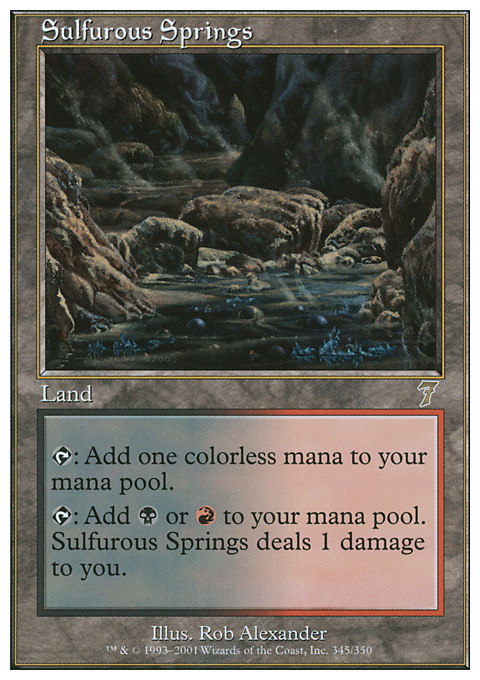 Sulfurous Springs
Land
7
: Add one colorless mana to your
mana pool.
: Add or to your mana pool.
Sulfurous Springs deals 1 damage
to you.
Illus. Rob Alexander
™ & © 1993–2001 Wizards of the Coast, Inc. 345/350